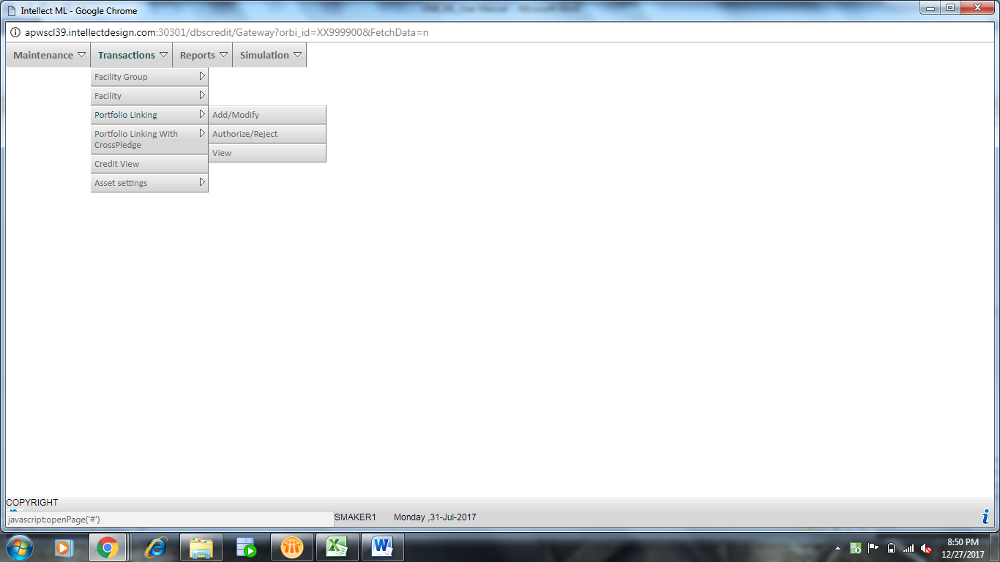 Intellect ML - Google Chrome
apwscl39.intellectdesign.com:30301/dbscredit/Gateway?orbi_id=XX999900&FetchData=n
Maintenance Transactions Reports Simulation
Facility Group
Facility
Portfolio Linking Add/Modify
Portfolio Linking With Authorize/Reject
CrossPledge
View
Credit View
Asset settings
COPYRIGHT
javascript:openPage('#') SMAKER1 Monday ,31-Jul-2017
8:50 PM
12/27/2017